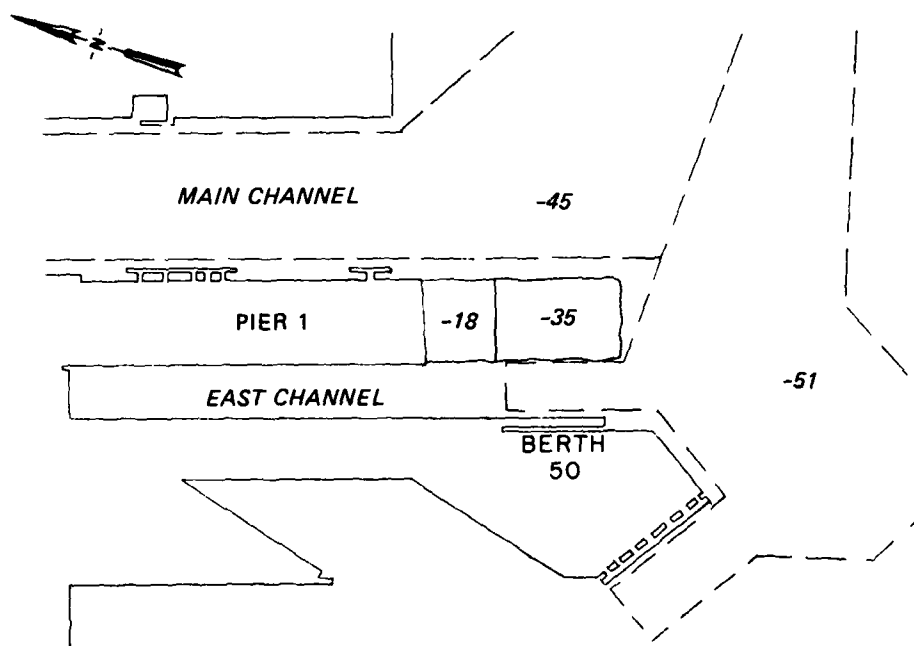 N
MAIN CHANNEL
-45
PIER 1
-18
-35
-51
EAST CHANNEL
BERTH
50